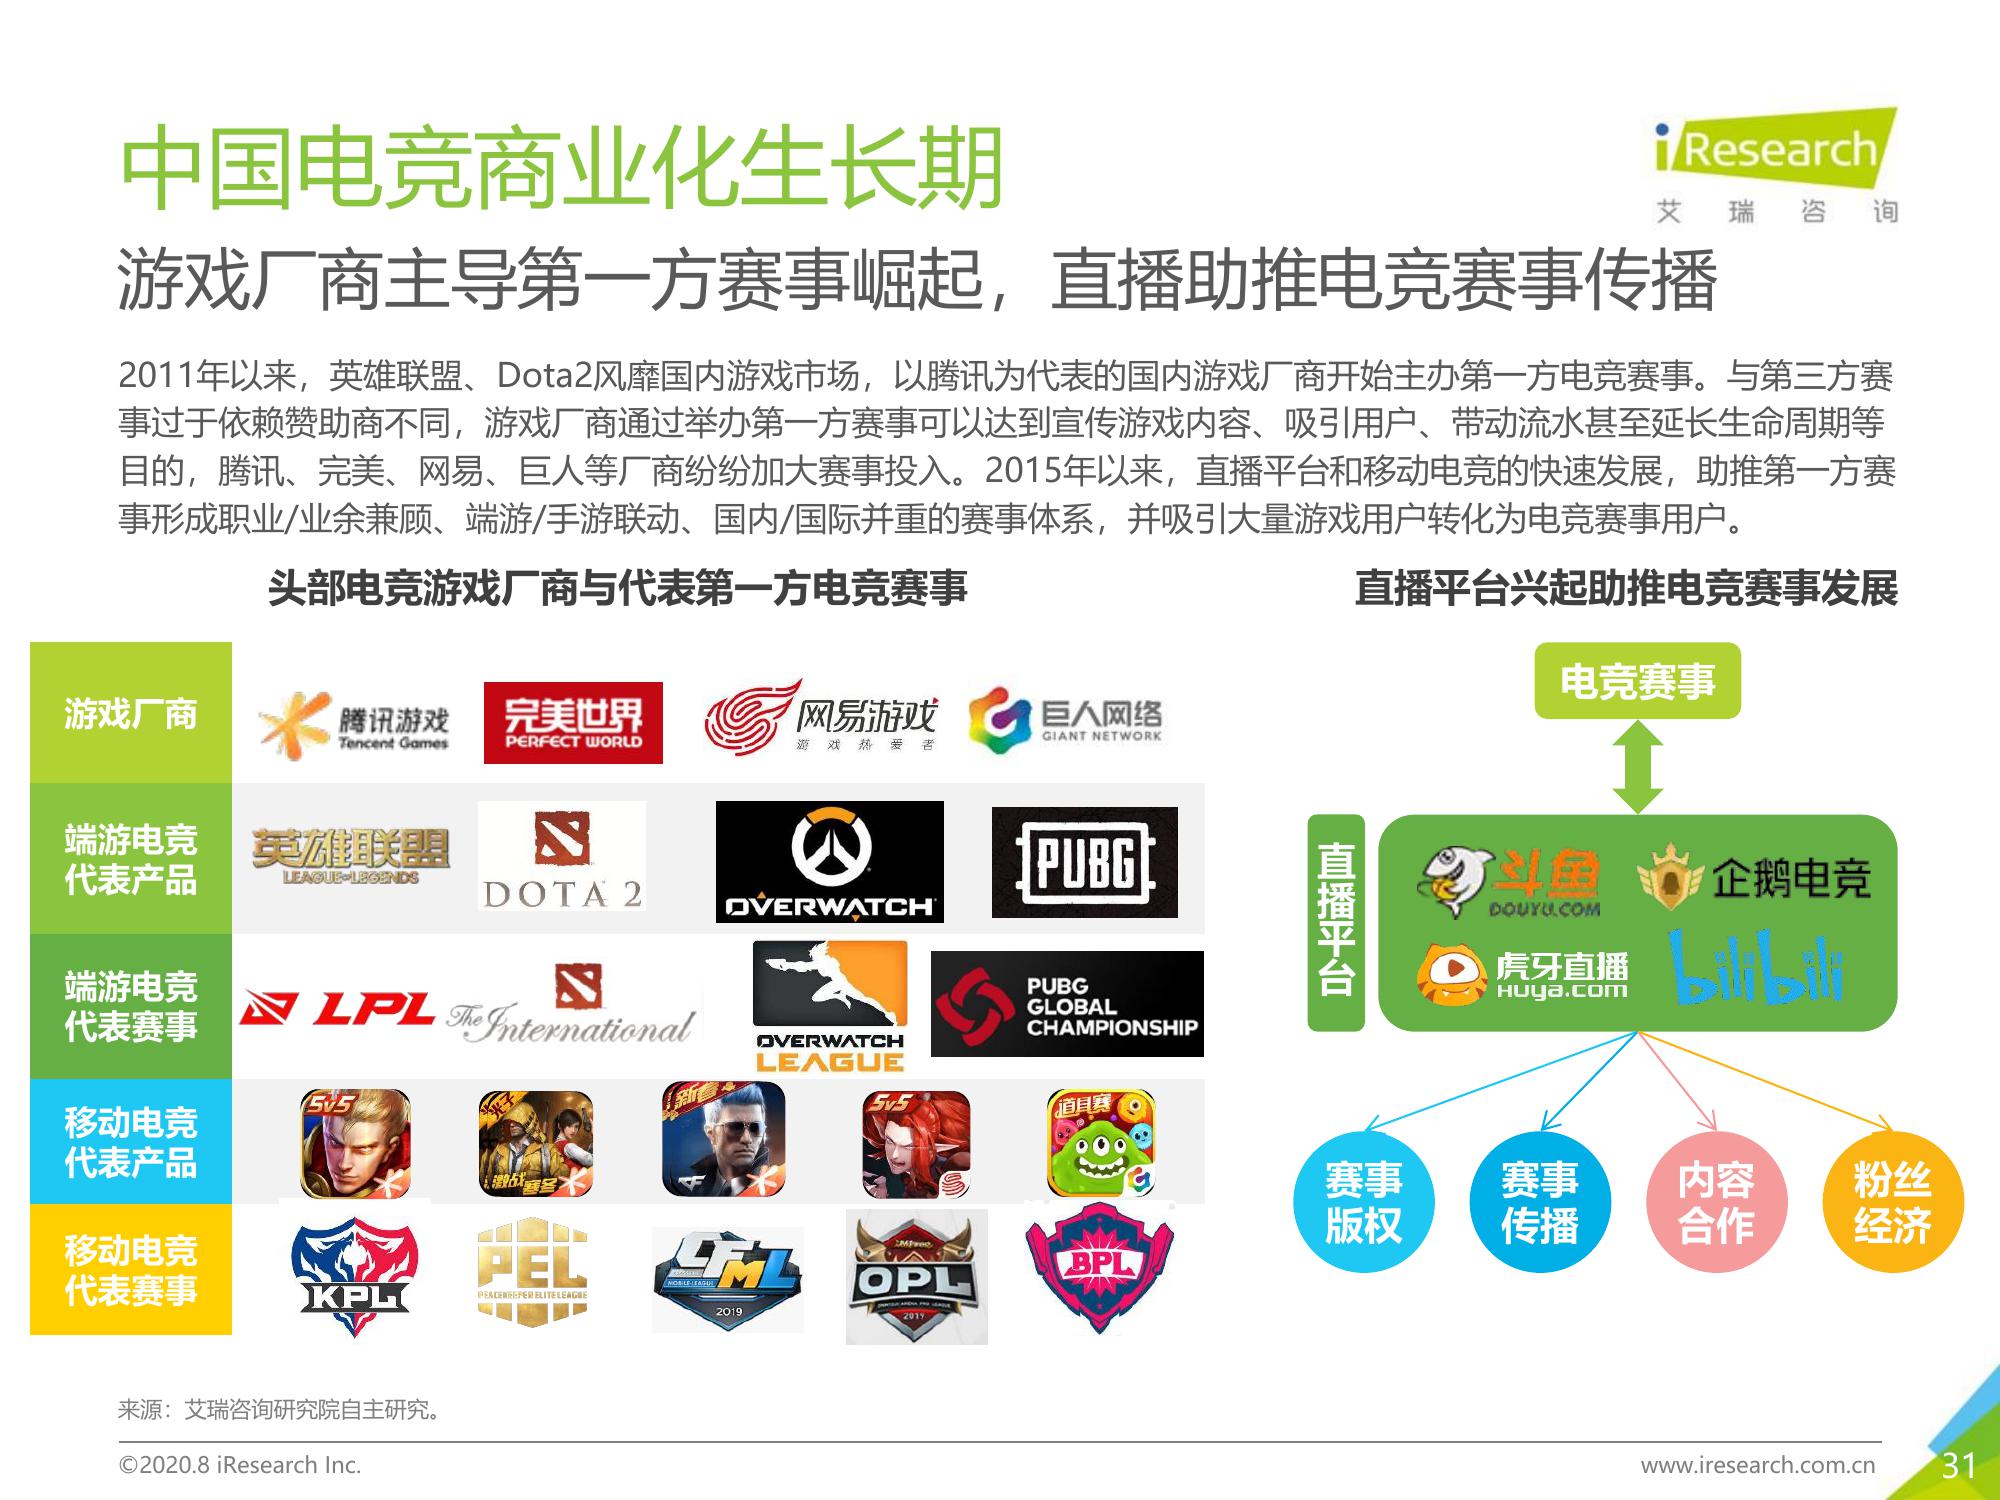 中国电竞商业化生长期
iResearch
艾瑞咨询
游戏厂商主导第一方赛事崛起，直播助推电竞赛事传播
2011年以来，英雄联盟、Dota2风靡国内游戏市场，以腾讯为代表的国内游戏厂商开始主办第一方电竞赛事。与第三方赛
事过于依赖赞助商不同，游戏厂商通过举办第一方赛事可以达到宣传游戏内容、吸引用户、带动流水甚至延长生命周期等
目的，腾讯、完美、网易、巨人等厂商纷纷加大赛事投入。2015年以来，直播平台和移动电竞的快速发展，助推第一方赛
事形成职业/业余兼顾、端游/手游联动、国内/国际并重的赛事体系，并吸引大量游戏用户转化为电竞赛事用户。
头部电竞游戏厂商与代表第一方电竞赛事
游戏厂商
腾讯游戏
Tencent Games
完美世界
PERFECT WORLD
网易游戏
游戏热爱者
巨人网络
GIANT NETWORK
端游电竞
代表产品
英雄联盟
LEAGUE OF LEGENDS
DOTA 2
OVERWATCH
PUBG
端游电竞
代表赛事
LPL
The International
OVERWATCH
LEAGUE
PUBG
GLOBAL
CHAMPIONSHIP
移动电竞
代表产品
5v5
激战寒冬
新春
CF
5v5
道具赛
移动电竞
代表赛事
KPL
PEL
PEACEKEEPER ELITE LEAGUE
CFML
MOBILE LEAGUE
2019
OPL
2019
BPL
直播平台兴起助推电竞赛事发展
电竞赛事
直播平台
斗鱼
DOUYU.COM
企鹅电竞
虎牙直播
HUYA.COM
bilibili
赛事
版权
赛事
传播
内容
合作
粉丝
经济
来源：艾瑞咨询研究院自主研究。
©2020.8 iResearch Inc.
www.iresearch.com.cn
31